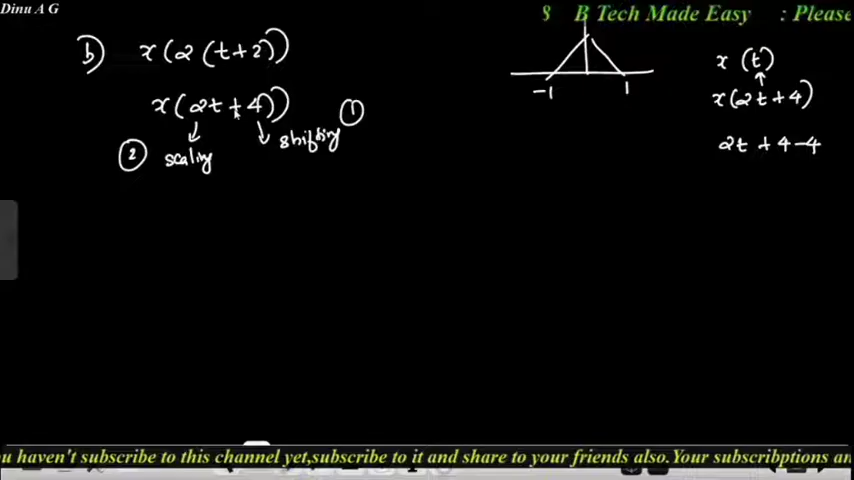 Dinu A G
8 B Tech Made Easy : Please
b) x(2(t+2))
x(2t+4)) ①
shifting
② scaling
-1 1
x(t)
x(2t+4)
2t+4-4
u haven't subscribe to this channel yet,subscribe to it and share to your friends also.Your subscribptions an